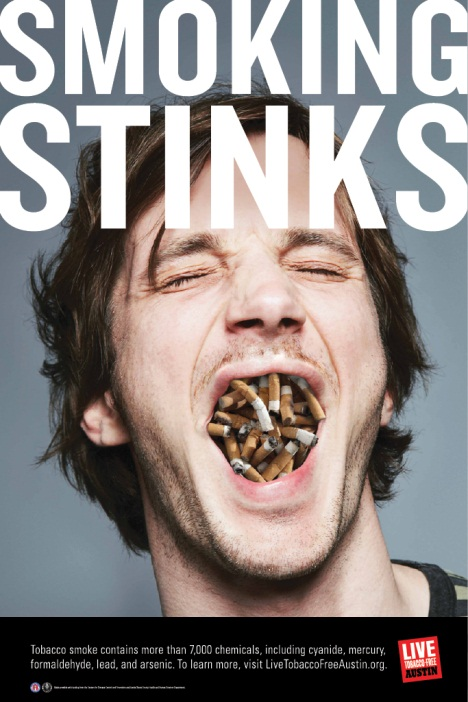 SMOKING
STINKS
Tobacco smoke contains more than 7,000 chemicals, including cyanide, mercury,
formaldehyde, lead, and arsenic. To learn more, visit LiveTobaccoFreeAustin.org.
LIVE
TOBACCO-FREE
AUSTIN